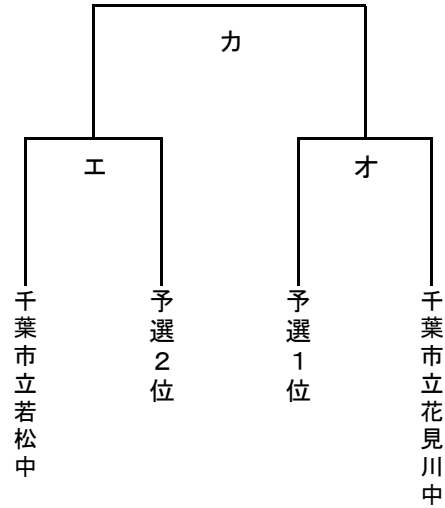 カ
エ
オ
千葉市立若松中
予選２位
予選１位
千葉市立花見川中